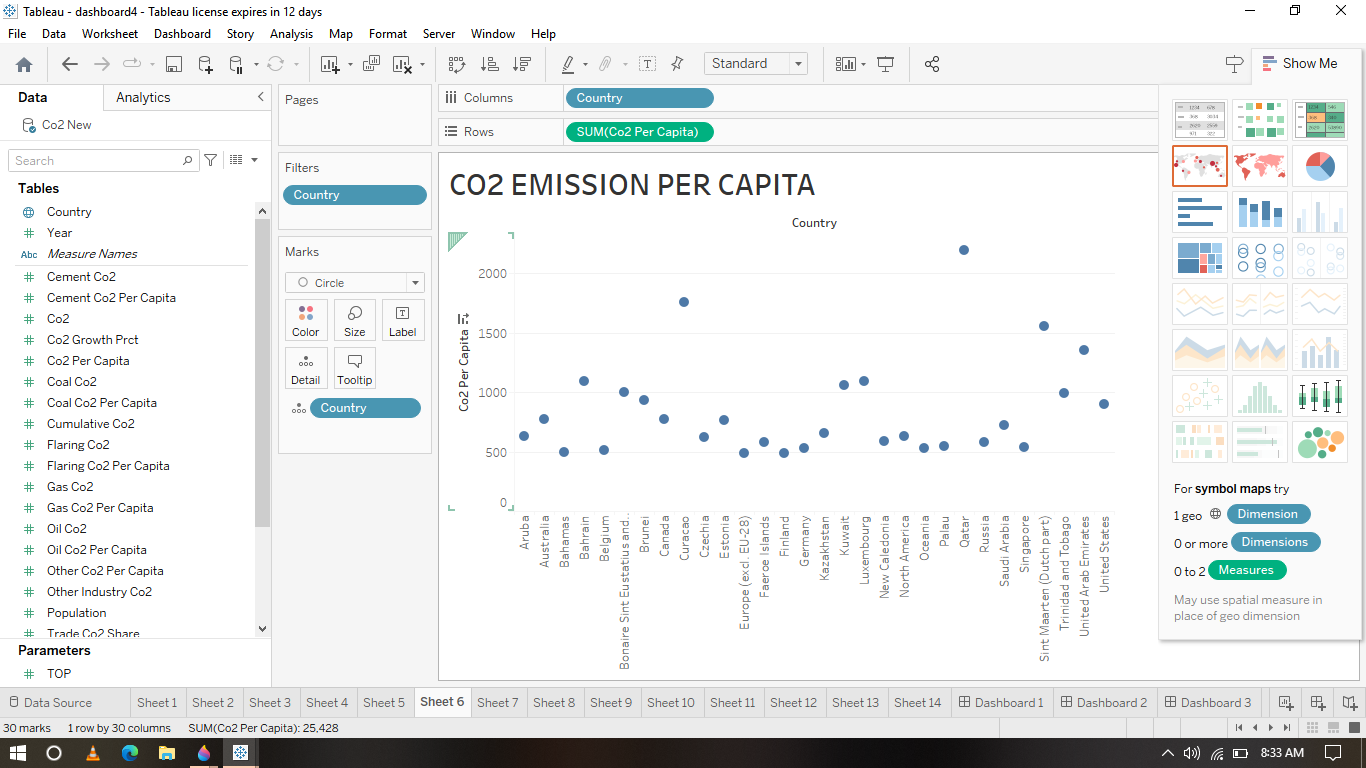 Tableau - dashboard4 - Tableau license expires in 12 days
File Data Worksheet Dashboard Story Analysis Map Format Server Window Help
Standard
Show Me
Data Analytics
Co2 New
Search
Tables
Country
Year
Abc Measure Names
Cement Co2
Cement Co2 Per Capita
Co2
Co2 Growth Prct
Co2 Per Capita
Coal Co2
Coal Co2 Per Capita
Cumulative Co2
Flaring Co2
Flaring Co2 Per Capita
Gas Co2
Gas Co2 Per Capita
Oil Co2
Oil Co2 Per Capita
Other Co2 Per Capita
Other Industry Co2
Population
Trade Co2 Share
Parameters
TOP
Pages
Filters
Country
Marks
Circle
Color Size Label
Detail Tooltip
Country
Columns Country
Rows SUM(Co2 Per Capita)
CO2 EMISSION PER CAPITA
Country
Co2 Per Capita
2000
1500
1000
500
0
Aruba
Australia
Bahamas
Bahrain
Belgium
Bonaire Sint Eustatius and..
Brunei
Canada
Curacao
Czechia
Estonia
Europe (excl. EU-28)
Faeroe Islands
Finland
Germany
Kazakhstan
Kuwait
Luxembourg
New Caledonia
North America
Oceania
Palau
Qatar
Russia
Saudi Arabia
Singapore
Sint Maarten (Dutch part)
Trinidad and Tobago
United Arab Emirates
United States
For symbol maps try
1 geo Dimension
0 or more Dimensions
0 to 2 Measures
May use spatial measure in
place of geo dimension
Data Source Sheet 1 Sheet 2 Sheet 3 Sheet 4 Sheet 5 Sheet 6 Sheet 7 Sheet 8 Sheet 9 Sheet 10 Sheet 11 Sheet 12 Sheet 13 Sheet 14 Dashboard 1 Dashboard 2 Dashboard 3
30 marks 1 row by 30 columns SUM(Co2 Per Capita): 25,428
8:33 AM